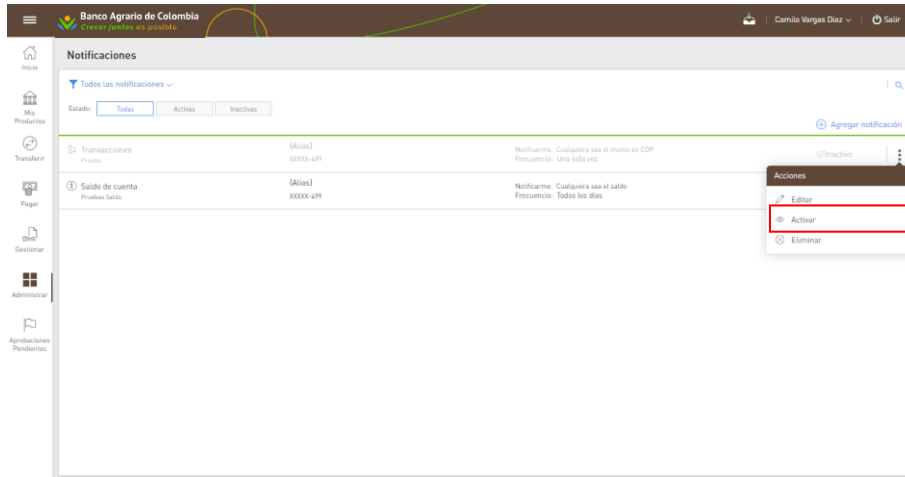 Banco Agrario de Colombia
Crecer juntos es posible
Camilo Vargas Diaz
Salir
Inicio
Mis
Productos
Transferir
Pagar
Gestionar
Administrar
Aprobaciones
Pendientes
Notificaciones
Todos las notificaciones
Estado:
Todas
Activas
Inactivas
Agregar notificación
Transacciones
Prueba
(Alias)
XXXXX-499
Notificarme: Cualquiera sea el monto en COP
Frecuencia: Una sola vez
Inactivo
Saldo de cuenta
Pruebas Saldo.
(Alias)
XXXXX-499
Notificarme: Cualquiera sea el saldo
Frecuencia: Todos los días
Acciones
Editar
Activar
Eliminar